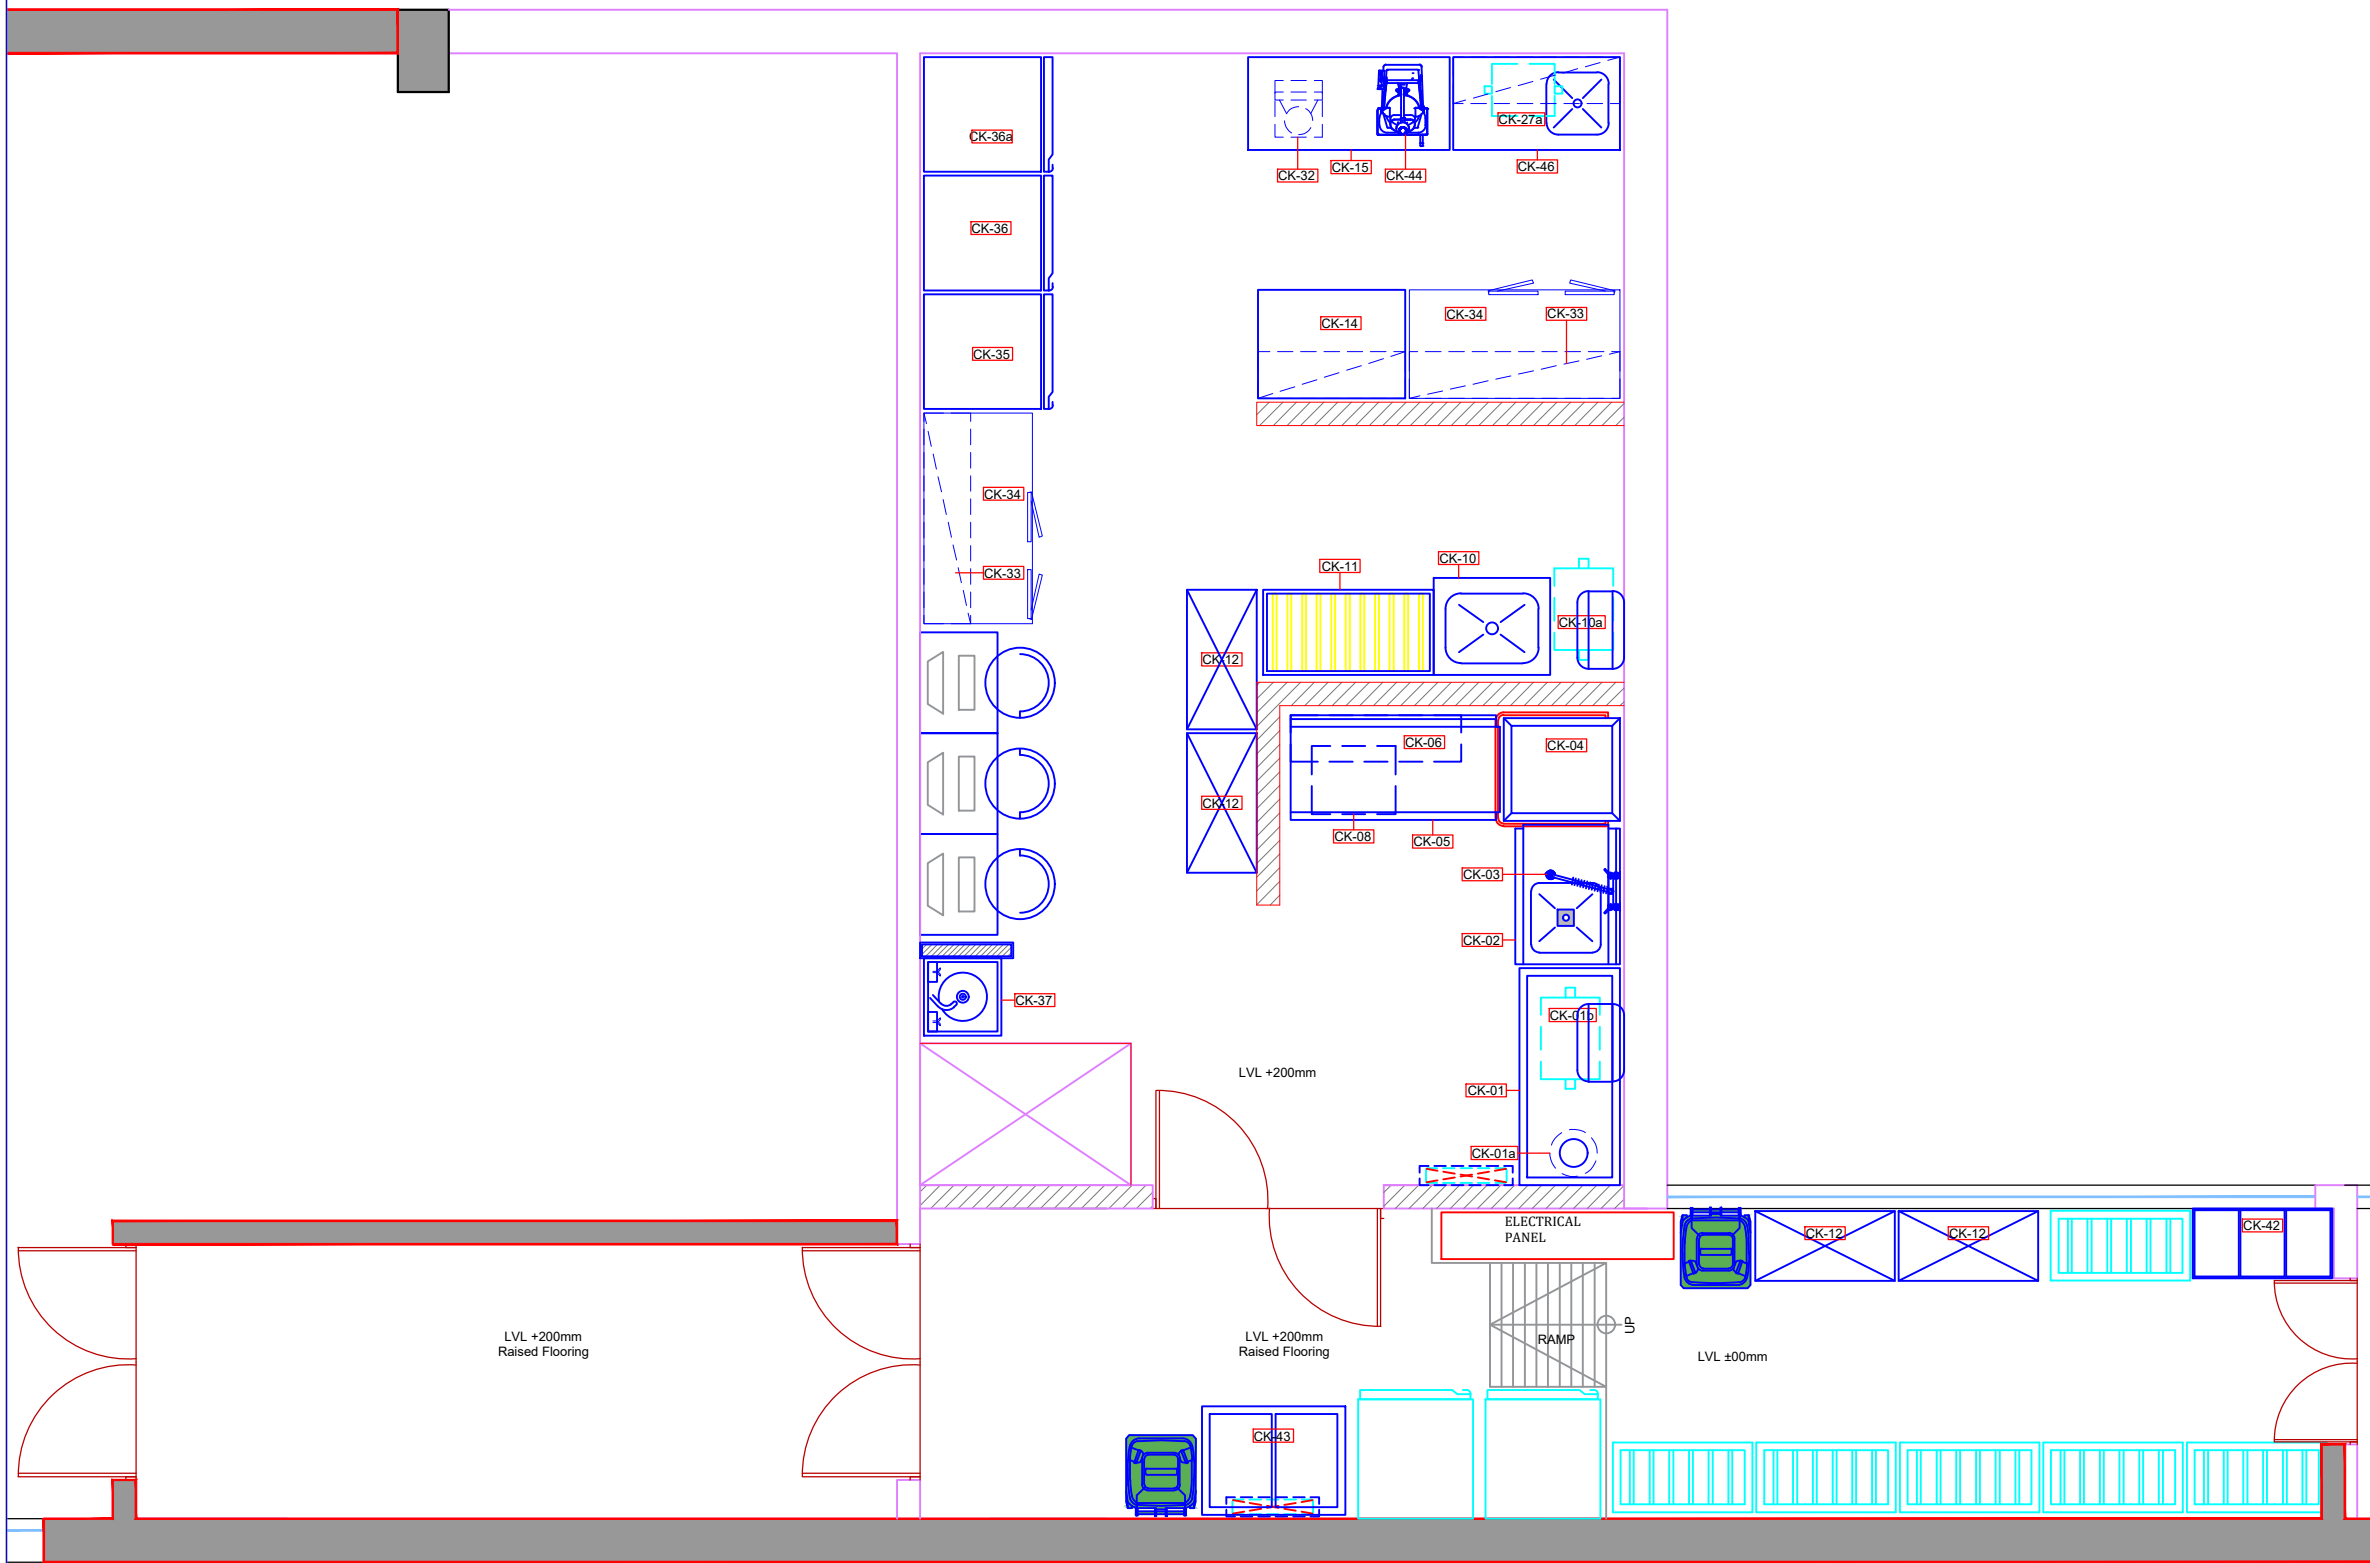 CK-36a
CK-27a
CK-32
CK-15
CK-44
CK-46
CK-36
CK-14
CK-34
CK-33
CK-35
CK-34
CK-33
CK-11
CK-10
CK-10a
CK-12
CK-06
CK-04
CK-12
CK-08
CK-05
CK-03
CK-02
CK-37
CK-01b
LVL +200mm
CK-01
CK-01a
ELECTRICAL
PANEL
CK-12
CK-12
CK-42
LVL +200mm
Raised Flooring
LVL +200mm
Raised Flooring
RAMP
UP
LVL ±00mm
CK-43